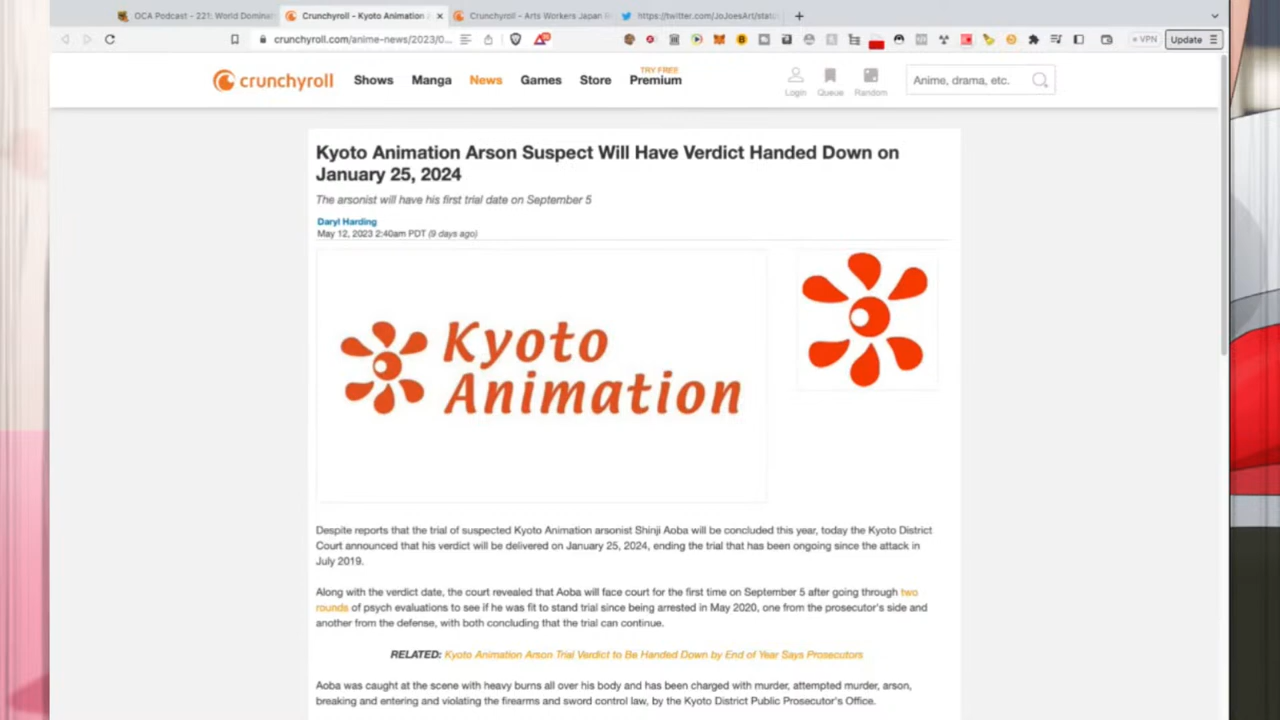 OCA Podcast - 221: World Domina
Crunchyroll - Kyoto Animation
Crunchyroll - Arts Workers Japan
https://twitter.com/JoJoesArt/statu
crunchyroll.com/anime-news/2023/0...
VPN
Update
crunchyroll
Shows
Manga
News
Games
Store
TRY FREE
Premium
Login
Queue
Random
Anime, drama, etc.
Kyoto Animation Arson Suspect Will Have Verdict Handed Down on
January 25, 2024
The arsonist will have his first trial date on September 5
Daryl Harding
May 12, 2023 2:40am PDT (9 days ago)
Kyoto
Animation
Despite reports that the trial of suspected Kyoto Animation arsonist Shinji Aoba will be concluded this year, today the Kyoto District
Court announced that his verdict will be delivered on January 25, 2024, ending the trial that has been ongoing since the attack in
July 2019.
Along with the verdict date, the court revealed that Aoba will face court for the first time on September 5 after going through two
rounds of psych evaluations to see if he was fit to stand trial since being arrested in May 2020, one from the prosecutor's side and
another from the defense, with both concluding that the trial can continue.
RELATED: Kyoto Animation Arson Trial Verdict to Be Handed Down by End of Year Says Prosecutors
Aoba was caught at the scene with heavy burns all over his body and has been charged with murder, attempted murder, arson,
breaking and entering and violating the firearms and sword control law, by the Kyoto District Public Prosecutor's Office.